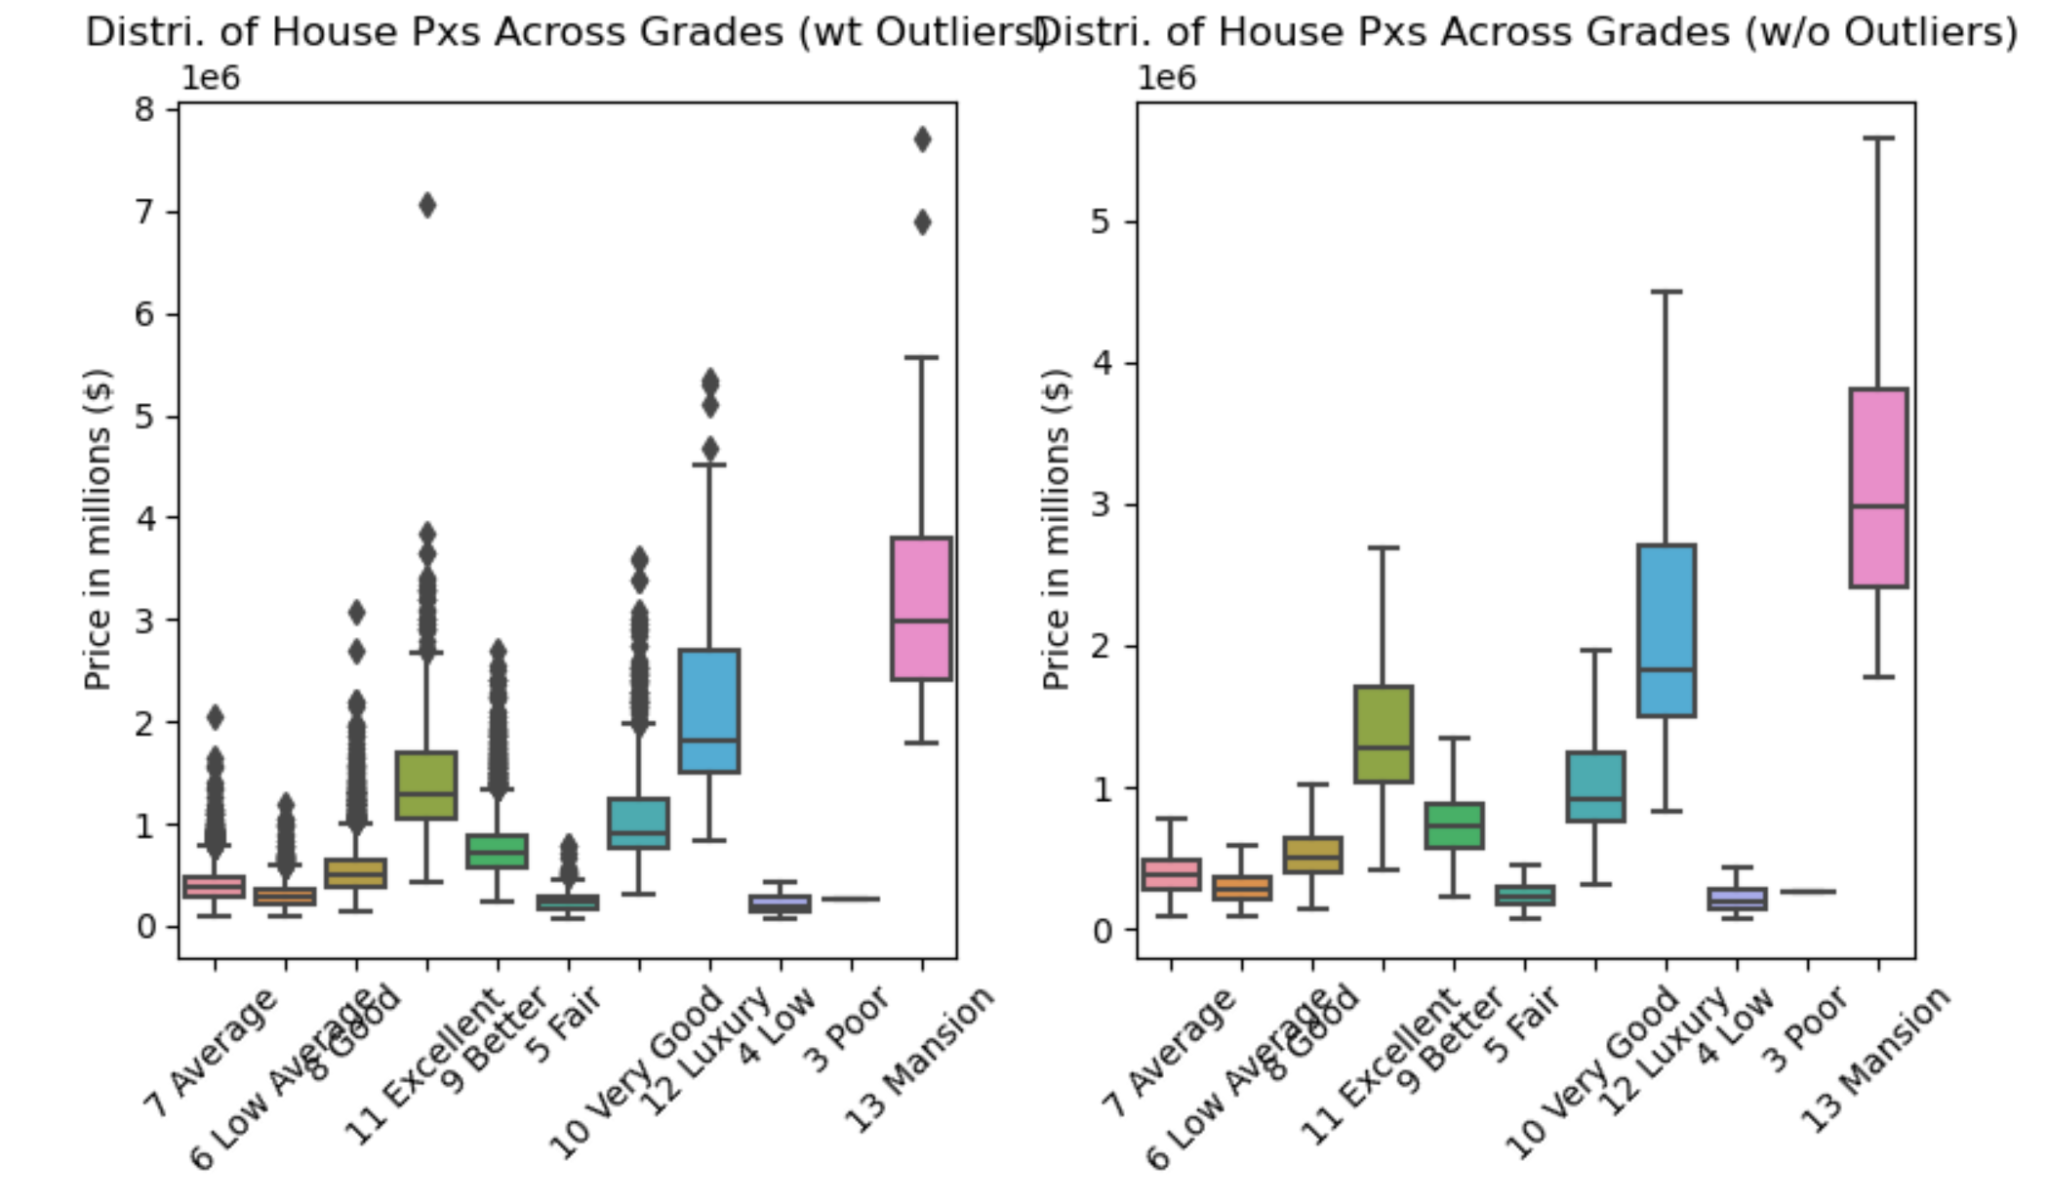 Distri. of House Pxs Across Grades (wt Outliers)
1e6
8
7
6
5
4
3
2
1
0
Price in millions ($)
7 Average
6 Low Average
8 Good
11 Excellent
9 Better
5 Fair
10 Very Good
12 Luxury
4 Low
3 Poor
13 Mansion
Distri. of House Pxs Across Grades (w/o Outliers)
1e6
5
4
3
2
1
0
Price in millions ($)
7 Average
6 Low Average
8 Good
11 Excellent
9 Better
5 Fair
10 Very Good
12 Luxury
4 Low
3 Poor
13 Mansion